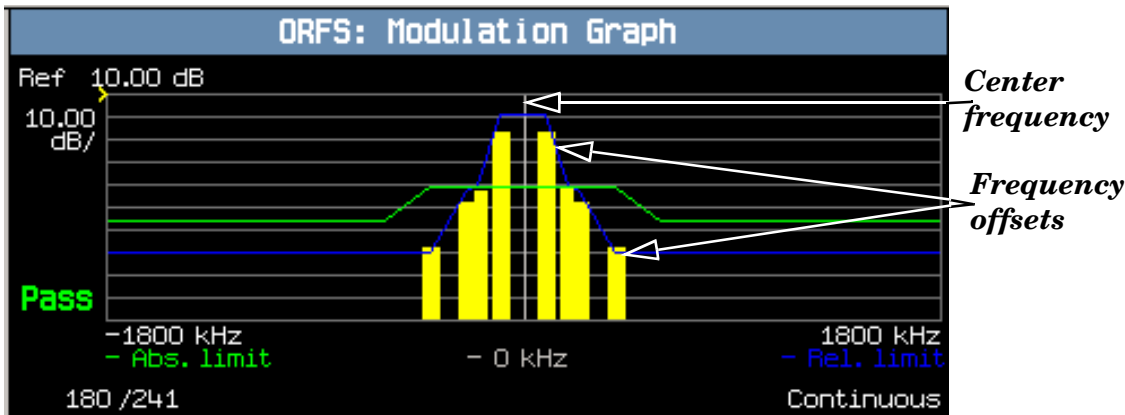 ORFS: Modulation Graph
Ref 10.00 dB
10.00
dB/
Center
frequency
Frequency
offsets
Pass
-1800 kHz
1800 kHz
- Abs. limit
- 0 kHz
- Rel. limit
180 /241
Continuous